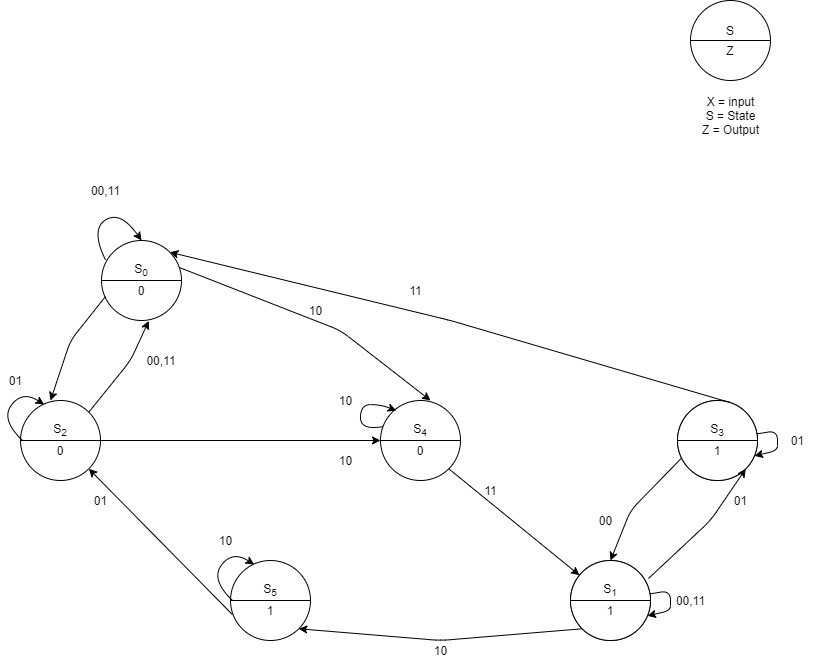 S
Z
X = input
S = State
Z = Output
00,11
S0
0
11
10
00,11
01
S2
0
10
S4
0
10
S3
1
01
01
11
00
01
10
S5
1
S1
1
00,11
10